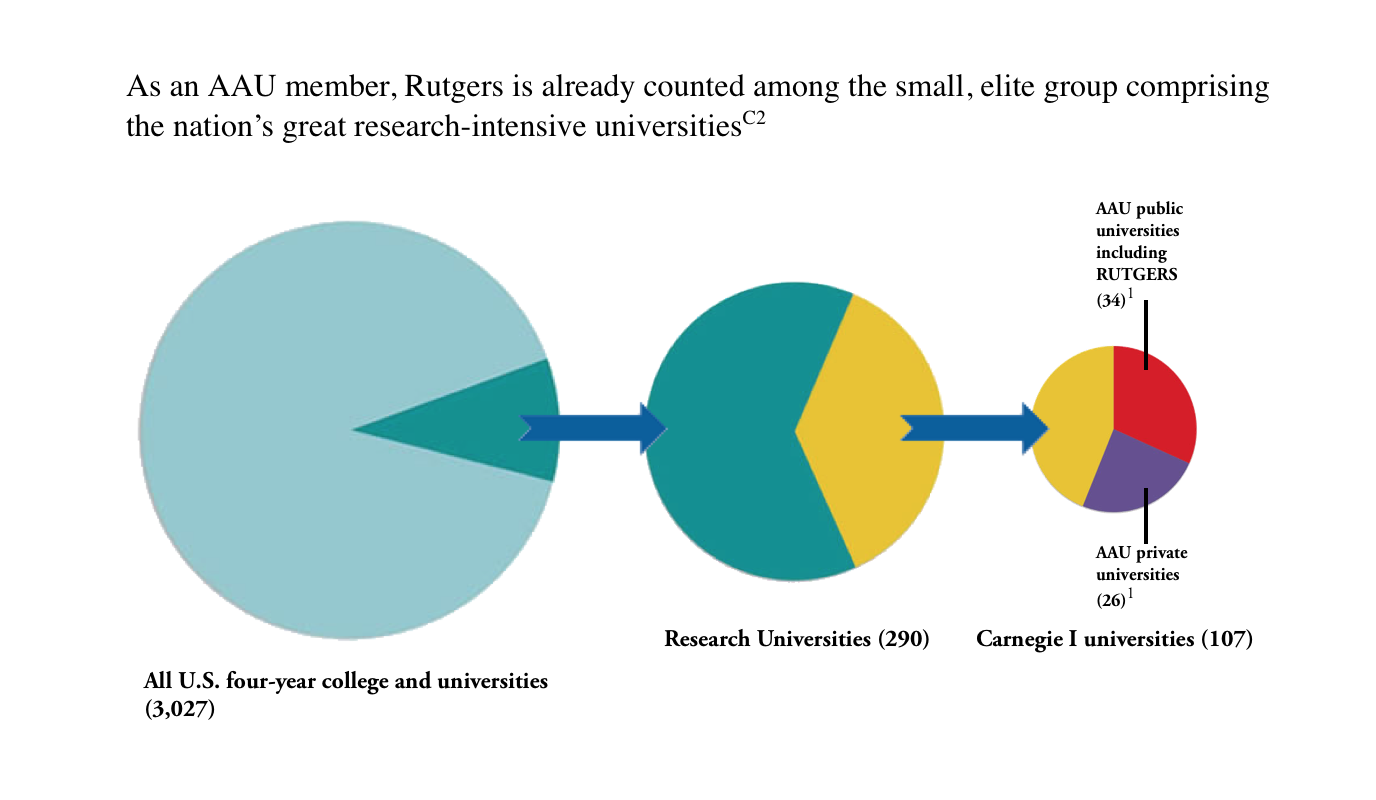 As an AAU member, Rutgers is already counted among the small, elite group comprising
the nation’s great research-intensive universitiesC2
AAU public
universities
including
RUTGERS
(34)1
AAU private
universities
(26)1
Research Universities (290)
Carnegie I universities (107)
All U.S. four-year college and universities
(3,027)